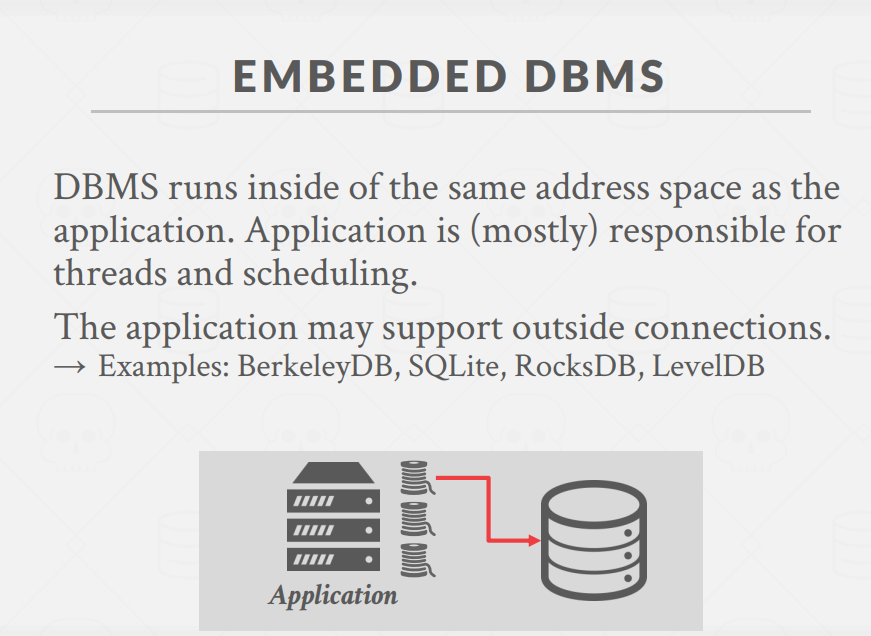 EMBEDDED DBMS
DBMS runs inside of the same address space as the
application. Application is (mostly) responsible for
threads and scheduling.
The application may support outside connections.
→ Examples: BerkeleyDB, SQLite, RocksDB, LevelDB
Application